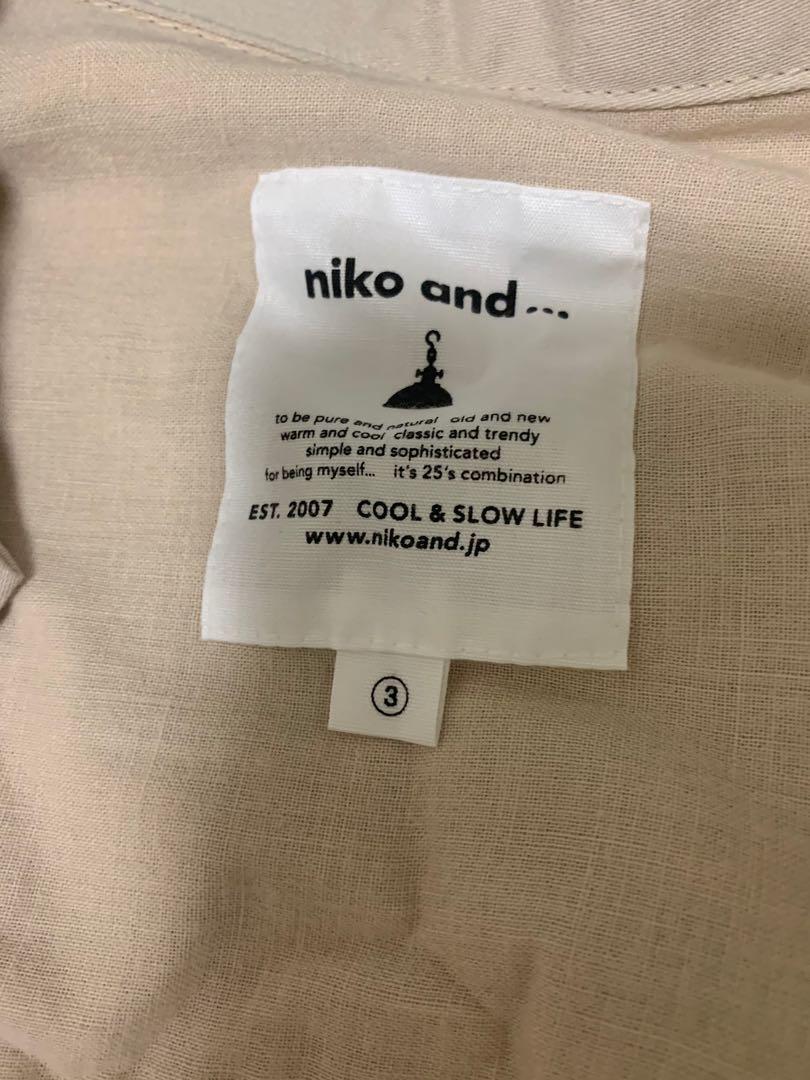 niko and...
to be pure and natural old and new
warm and cool classic and trendy
simple and sophisticated
for being myself... it's 25's combination
EST. 2007 COOL & SLOW LIFE
www.nikoand.jp
3